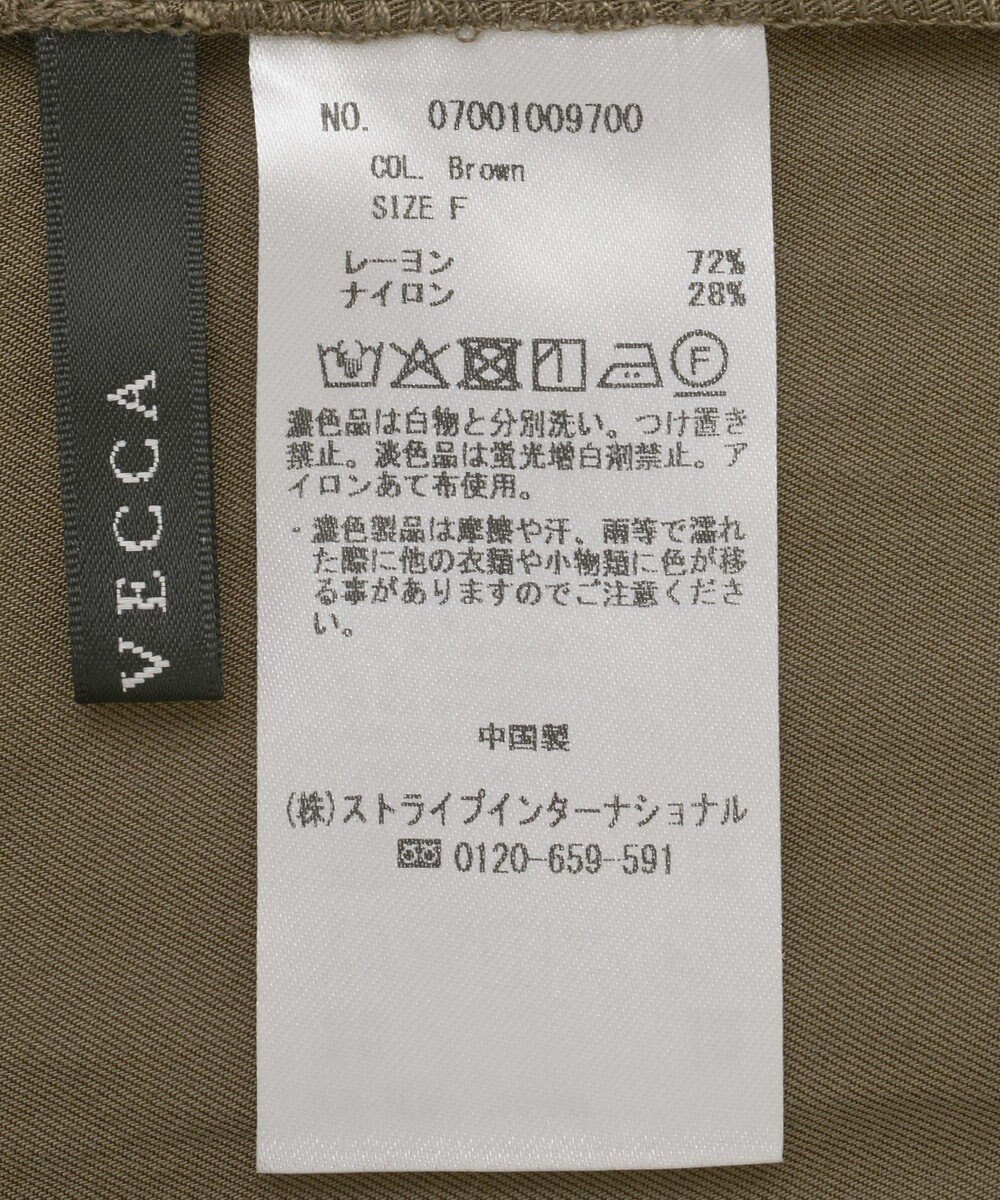 VECCA
NO. 07001009700
COL. Brown
SIZE F
レーヨン 72%
ナイロン 28%
F
濃色品は白物と分別洗い。つけ置き
禁止。淡色品は蛍光増白剤禁止。ア
イロンあて布使用。
・濃色製品は摩擦や汗、雨等で濡れ
た際に他の衣類や小物類に色が移
る事がありますのでご注意くださ
い。
中国製
(株)ストライプインターナショナル
0120-659-591